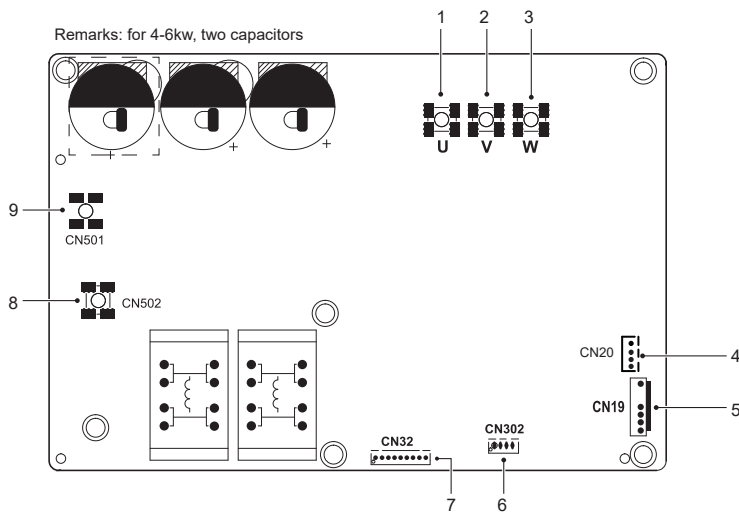 Remarks: for 4-6kw, two capacitors
1
2
3
U
V
W
+
+
+
9
CN501
8
CN502
CN20
4
CN19
5
CN302
CN32
7
6